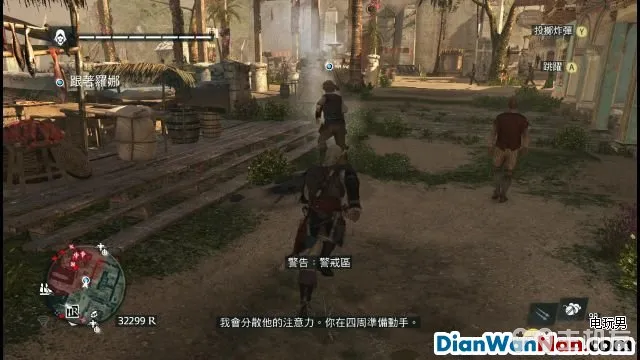 投擲炸彈 Y
跳躍 A
跟著羅娜
警告：警戒區
32299 R
我會分散他的注意力。你在四周準備動手。
电玩男
DianWanNan.com